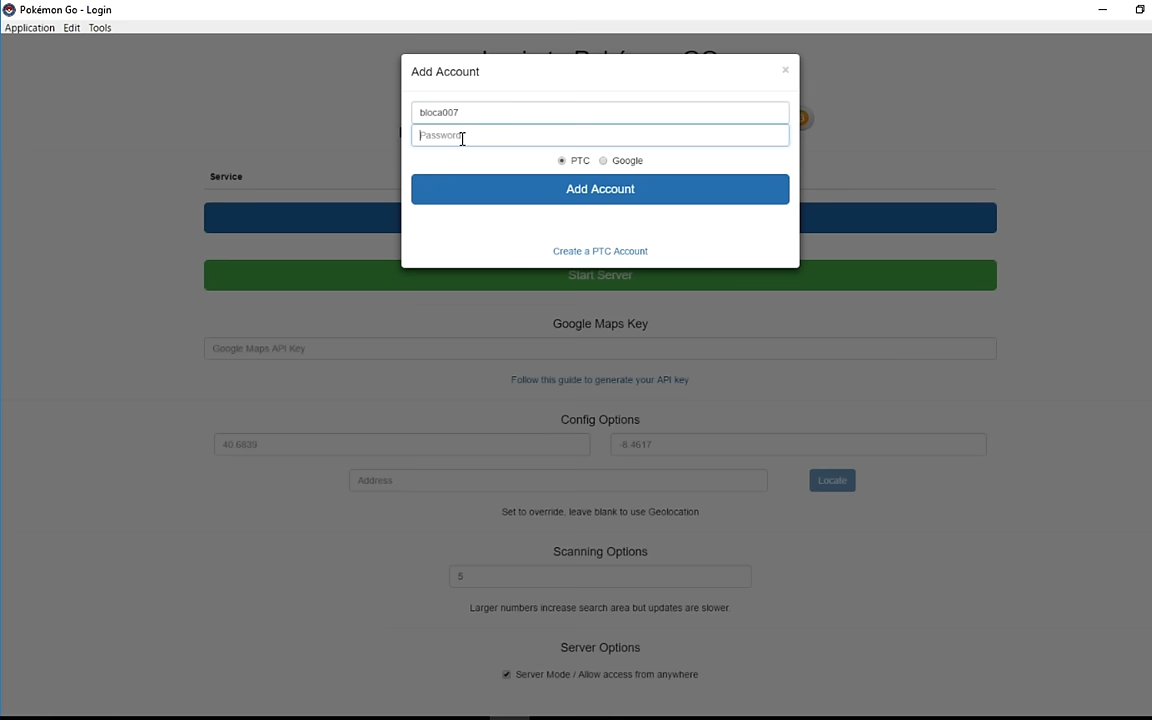 Pokémon Go - Login
Application Edit Tools
Add Account
×
bloca007
Password
PTC Google
Service
Add Account
Create a PTC Account
Start Server
Google Maps Key
Google Maps API Key
Follow this guide to generate your API key
Config Options
40.6839 -8.4617
Address Locate
Set to override, leave blank to use Geolocation
Scanning Options
5
Larger numbers increase search area but updates are slower.
Server Options
Server Mode / Allow access from anywhere